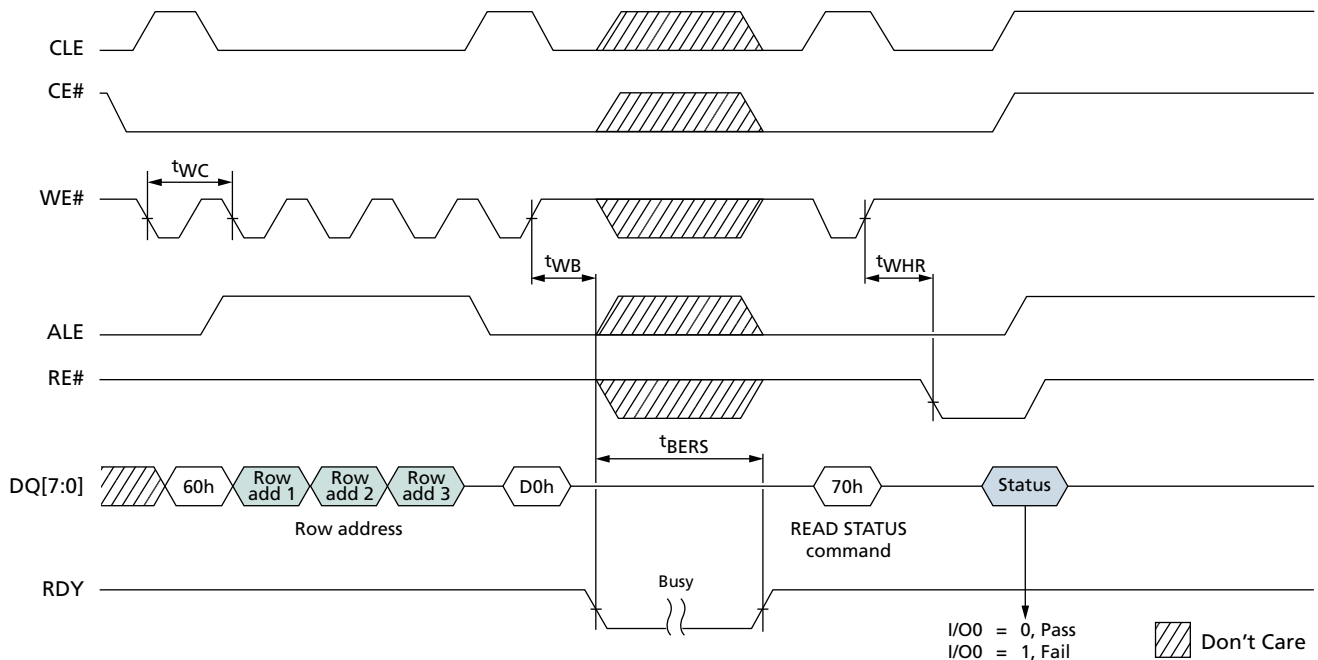 CLE
CE#
tWC
WE#
tWB
tWHR
ALE
RE#
tBERS
DQ[7:0]
60h
Row add 1
Row add 2
Row add 3
D0h
70h
Status
Row address
READ STATUS
command
RDY
Busy
I/O0 = 0, Pass
I/O0 = 1, Fail
Don't Care